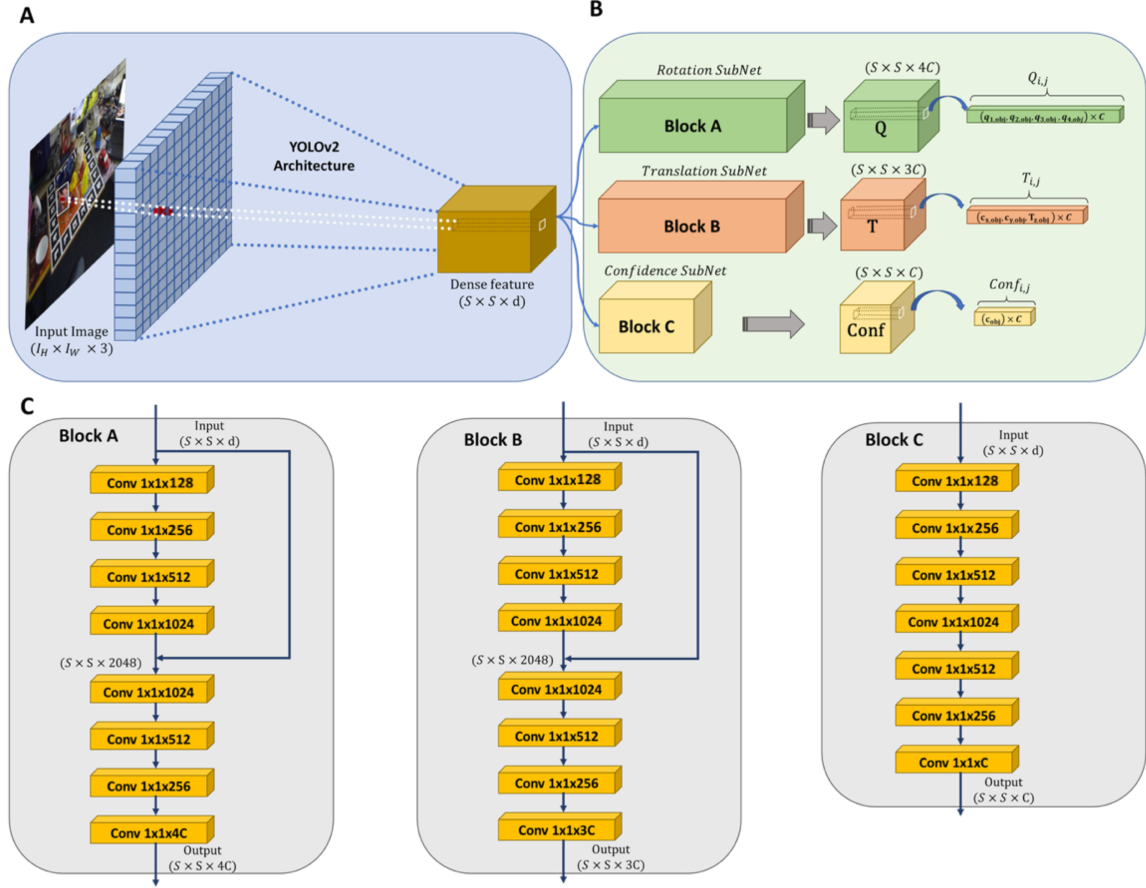 A
YOLOv2
Architecture
Input Image
(I_H × I_W × 3)
Dense feature
(S × S × d)
B
Rotation SubNet
Block A
(S × S × 4C)
Q
Q_{i,j}
(q_{1,obj}, q_{2,obj}, q_{3,obj}, q_{4,obj}) × C
Translation SubNet
Block B
(S × S × 3C)
T
T_{i,j}
(c_{x,obj}, c_{y,obj}, T_{z,obj}) × C
Confidence SubNet
Block C
(S × S × C)
Conf
Conf_{i,j}
(c_{obj}) × C
C
Block A
Input
(S × S × d)
Conv 1x1x128
Conv 1x1x256
Conv 1x1x512
Conv 1x1x1024
(S × S × 2048)
Conv 1x1x1024
Conv 1x1x512
Conv 1x1x256
Conv 1x1x4C
Output
(S × S × 4C)
Block B
Input
(S × S × d)
Conv 1x1x128
Conv 1x1x256
Conv 1x1x512
Conv 1x1x1024
(S × S × 2048)
Conv 1x1x1024
Conv 1x1x512
Conv 1x1x256
Conv 1x1x3C
Output
(S × S × 3C)
Block C
Input
(S × S × d)
Conv 1x1x128
Conv 1x1x256
Conv 1x1x512
Conv 1x1x1024
Conv 1x1x512
Conv 1x1x256
Conv 1x1xC
Output
(S × S × C)